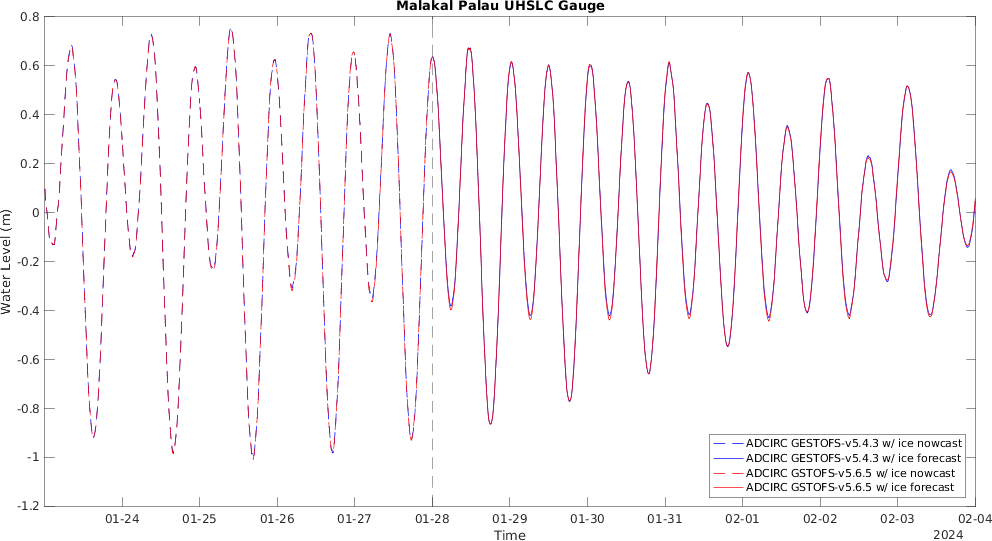 Malakal Palau UHSLC Gauge
0.8
0.6
0.4
0.2
0
-0.2
-0.4
-0.6
-0.8
-1
-1.2
Water Level (m)
ADCIRC GESTOFS-v5.4.3 w/ ice nowcast
ADCIRC GESTOFS-v5.4.3 w/ ice forecast
ADCIRC GSTOFS-v5.6.5 w/ ice nowcast
ADCIRC GSTOFS-v5.6.5 w/ ice forecast
01-24 01-25 01-26 01-27 01-28 01-29 01-30 01-31 02-01 02-02 02-03 02-04
Time
2024